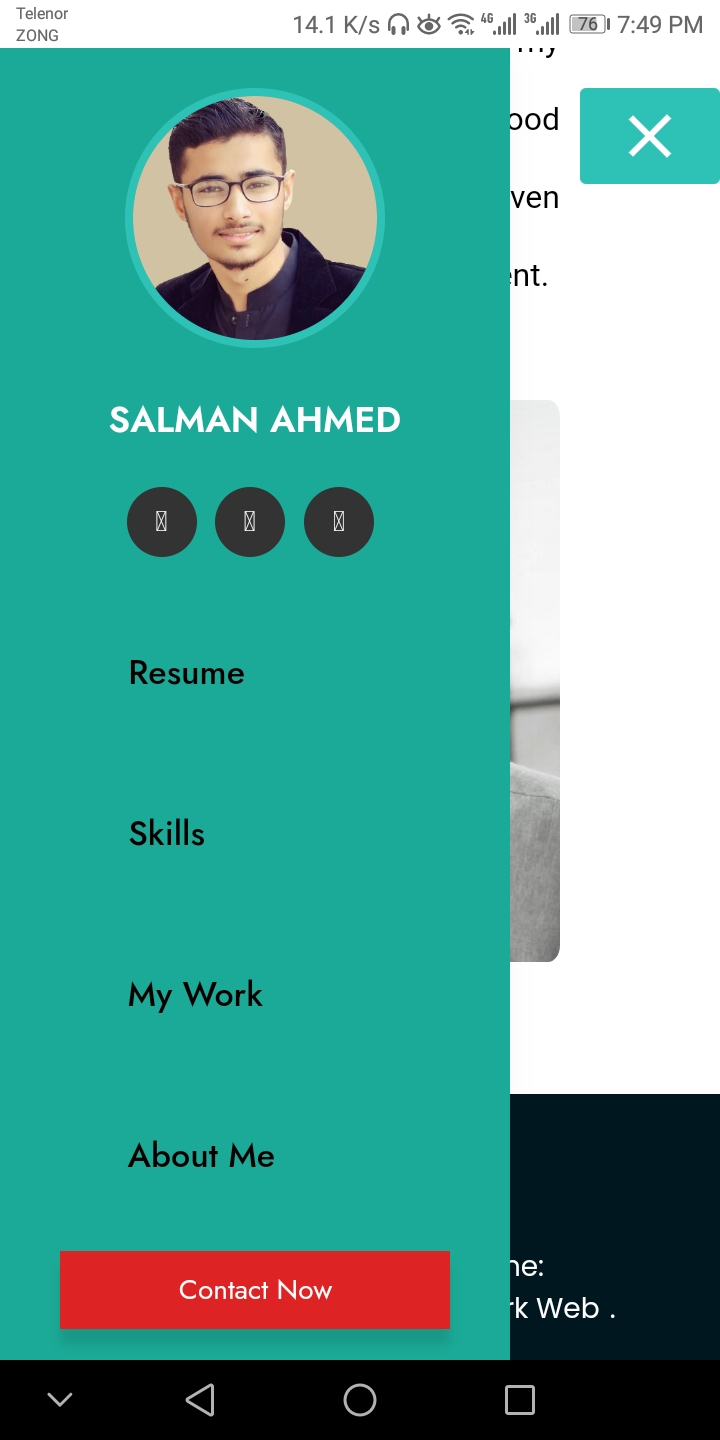 Telenor
ZONG
14.1 K/s 4G 3G 76 7:49 PM
my
ood
ven
ent.
SALMAN AHMED
Resume
Skills
My Work
About Me
Contact Now
ne:
rk Web .